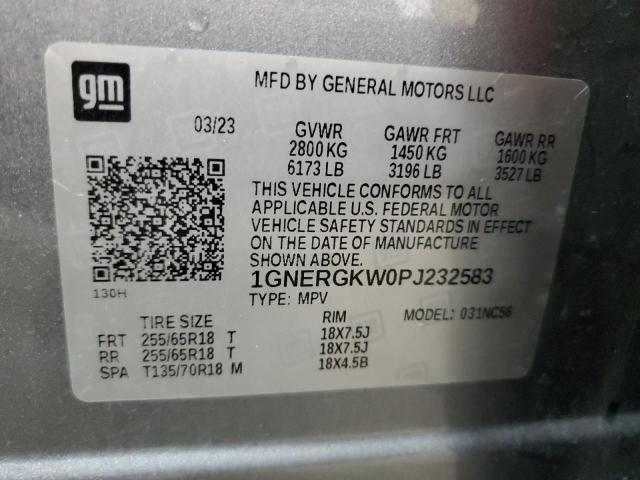 gm
MFD BY GENERAL MOTORS LLC
03/23 GVWR GAWR FRT GAWR RR
2800 KG 1450 KG 1600 KG
6173 LB 3196 LB 3527 LB
THIS VEHICLE CONFORMS TO ALL
APPLICABLE U.S. FEDERAL MOTOR
VEHICLE SAFETY STANDARDS IN EFFECT
ON THE DATE OF MANUFACTURE
SHOWN ABOVE.
1GNERGKW0PJ232583
130H TYPE: MPV MODEL: 031NC56
TIRE SIZE RIM
FRT 255/65R18 T 18X7.5J
RR 255/65R18 T 18X7.5J
SPA T135/70R18 M 18X4.5B